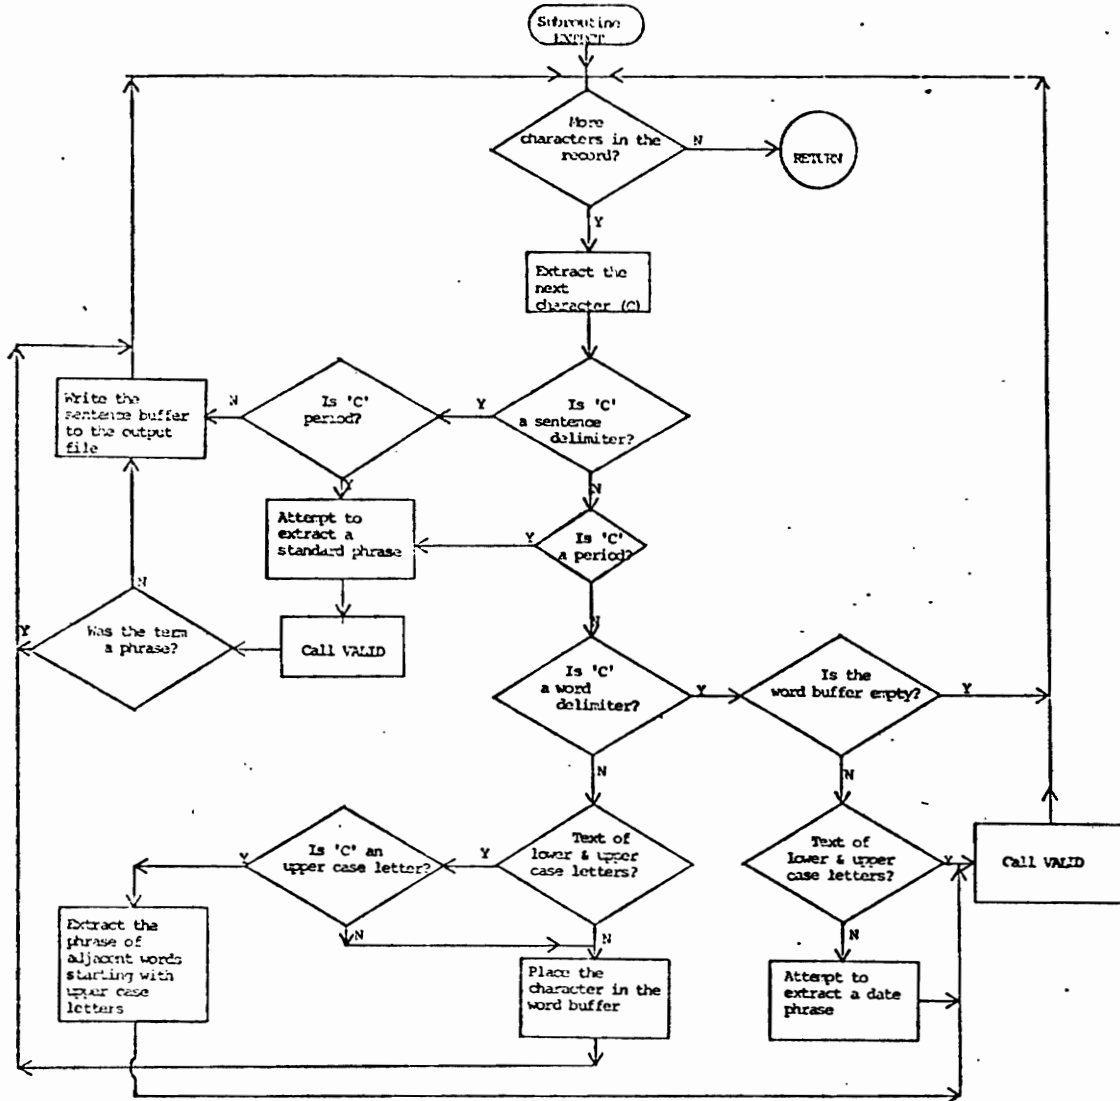 Subroutine
EXTRCT
More
characters in the
record?
N
RETURN
Y
Extract the
next
character (C)
Write the
sentence buffer
to the output
file
N
Is 'C'
period?
Y
Is 'C'
a sentence
delimiter?
Y
N
Attempt to
extract a
standard phrase
Y
Is 'C'
a period?
N
N
Y
Was the term
a phrase?
Call VALID
Is 'C'
a word
delimiter?
Y
Is the
word buffer empty?
Y
N
N
Y
Is 'C' an
upper case letter?
Y
Text of
lower & upper
case letters?
Text of
lower & upper
case letters?
Y
Call VALID
Extract the
phrase of
adjacent words
starting with
upper case
letters
N
N
Place the
character in the
word buffer
N
Attempt to
extract a date
phrase